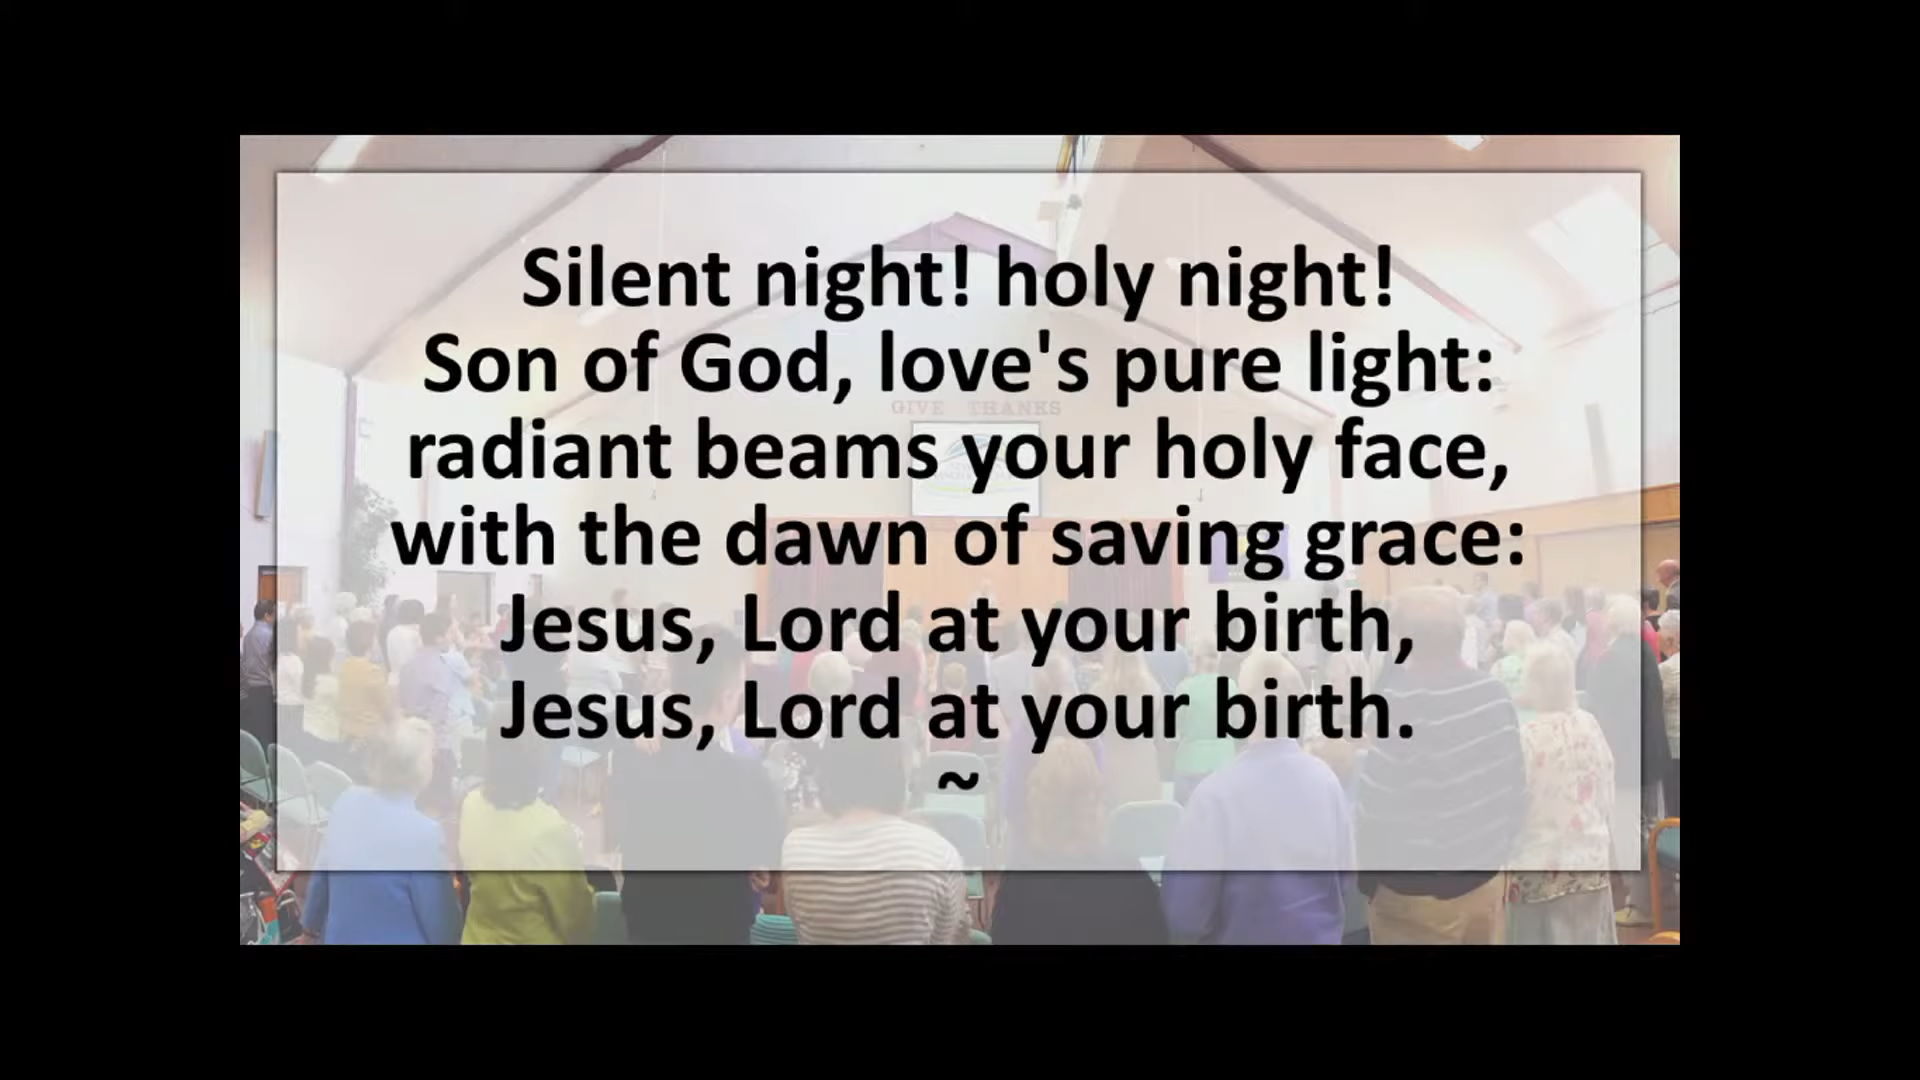 Silent night! holy night!
Son of God, love's pure light:
GIVE THANKS
radiant beams your holy face,
with the dawn of saving grace:
Jesus, Lord at your birth,
Jesus, Lord at your birth.
~